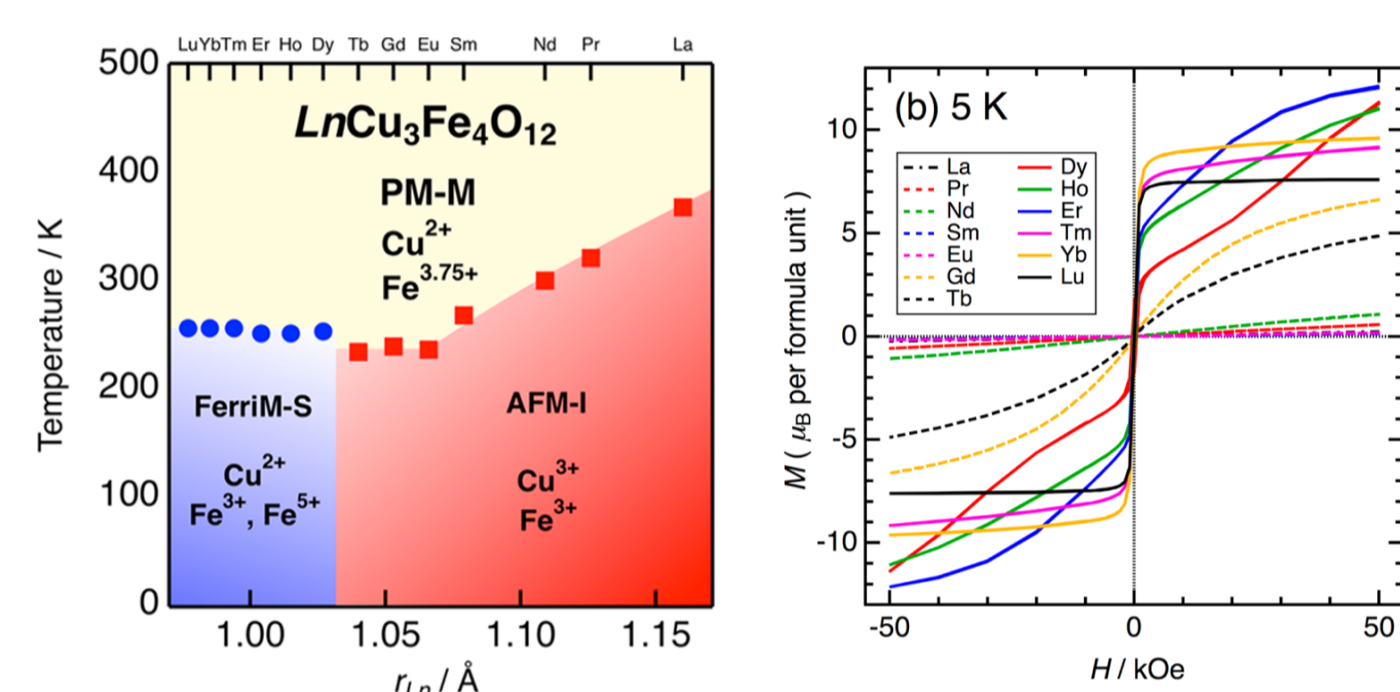 Lu Yb Tm Er Ho Dy Tb Gd Eu Sm Nd Pr La
500
400
300
200
100
0
Temperature / K
LnCu₃Fe₄O₁₂
PM-M
Cu²⁺
Fe³·⁷⁵⁺
FerriM-S
Cu²⁺
Fe³⁺, Fe⁵⁺
AFM-I
Cu³⁺
Fe³⁺
1.00 1.05 1.10 1.15
r_Ln / Å
(b) 5 K
La Dy
Pr Ho
Nd Er
Sm Tm
Eu Yb
Gd Lu
Tb
10
5
0
-5
-10
M ( μ_B per formula unit )
-50 0 50
H / kOe